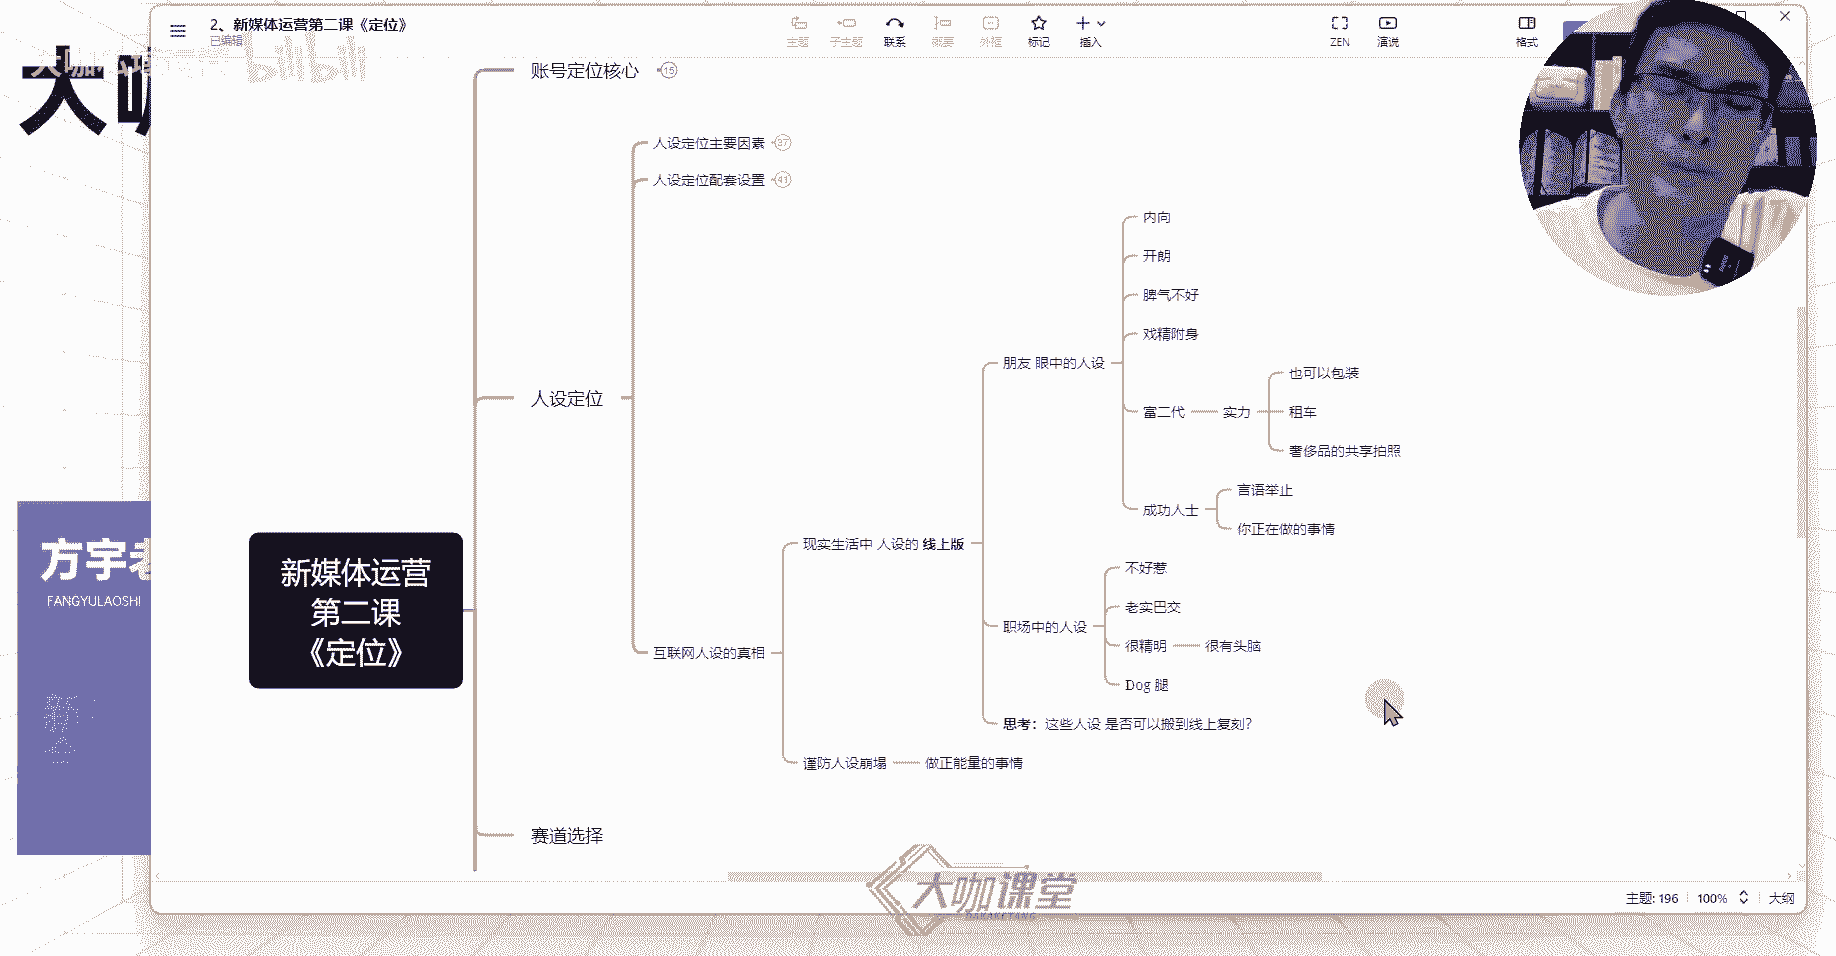 2、新媒体运营第二课《定位》
已编辑
主题
子主题
联系
概要
外框
标记
插入
ZEN
演说
格式
大咖
bilibili
大咖
账号定位核心 15
人设定位主要因素 37
人设定位配套设置 41
内向
开朗
脾气不好
戏精附身
朋友 眼中的人设
也可以包装
人设定位
富二代 实力 租车
奢侈品的共享拍照
言语举止
成功人士
你正在做的事情
方宇老
FANGYULAOSHI
新媒体运营
第二课
《定位》
现实生活中 人设的 线上版
不好惹
老实巴交
职场中的人设
很精明 很有头脑
互联网人设的真相
Dog 腿
思考：这些人设 是否可以搬到线上复刻？
谨防人设崩塌 做正能量的事情
赛道选择
大咖课堂
DAKAKETANG
主题: 196
100%
大纲